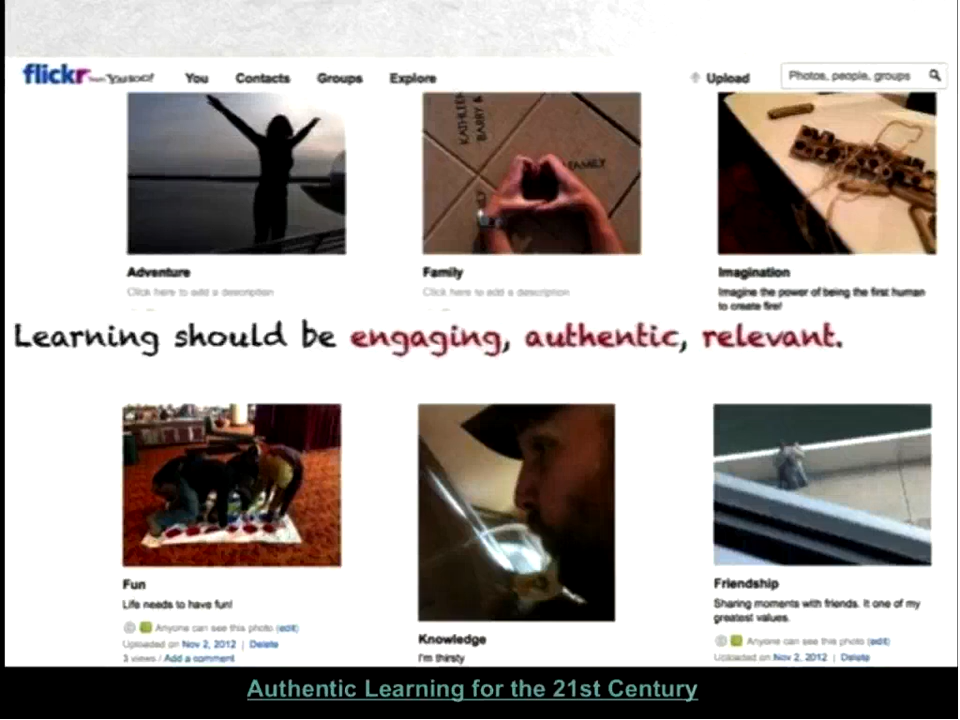 flickr from YAHOO! You Contacts Groups Explore Upload Photos, people, groups
KATHLEEN
BARRY &
FAMILY
Adventure Family Imagination
Click here to add a description Click here to add a description Imagine the power of being the first human
to create fire!
Learning should be engaging, authentic, relevant.
Fun
Life needs to have fun!
Anyone can see this photo (edit)
Uploaded on Nov 2, 2012 | Delete
3 views / Add a comment
Knowledge
I'm thirsty
Friendship
Sharing moments with friends. It one of my
greatest values.
Anyone can see this photo (edit)
Uploaded on Nov 2, 2012 | Delete
Authentic Learning for the 21st Century